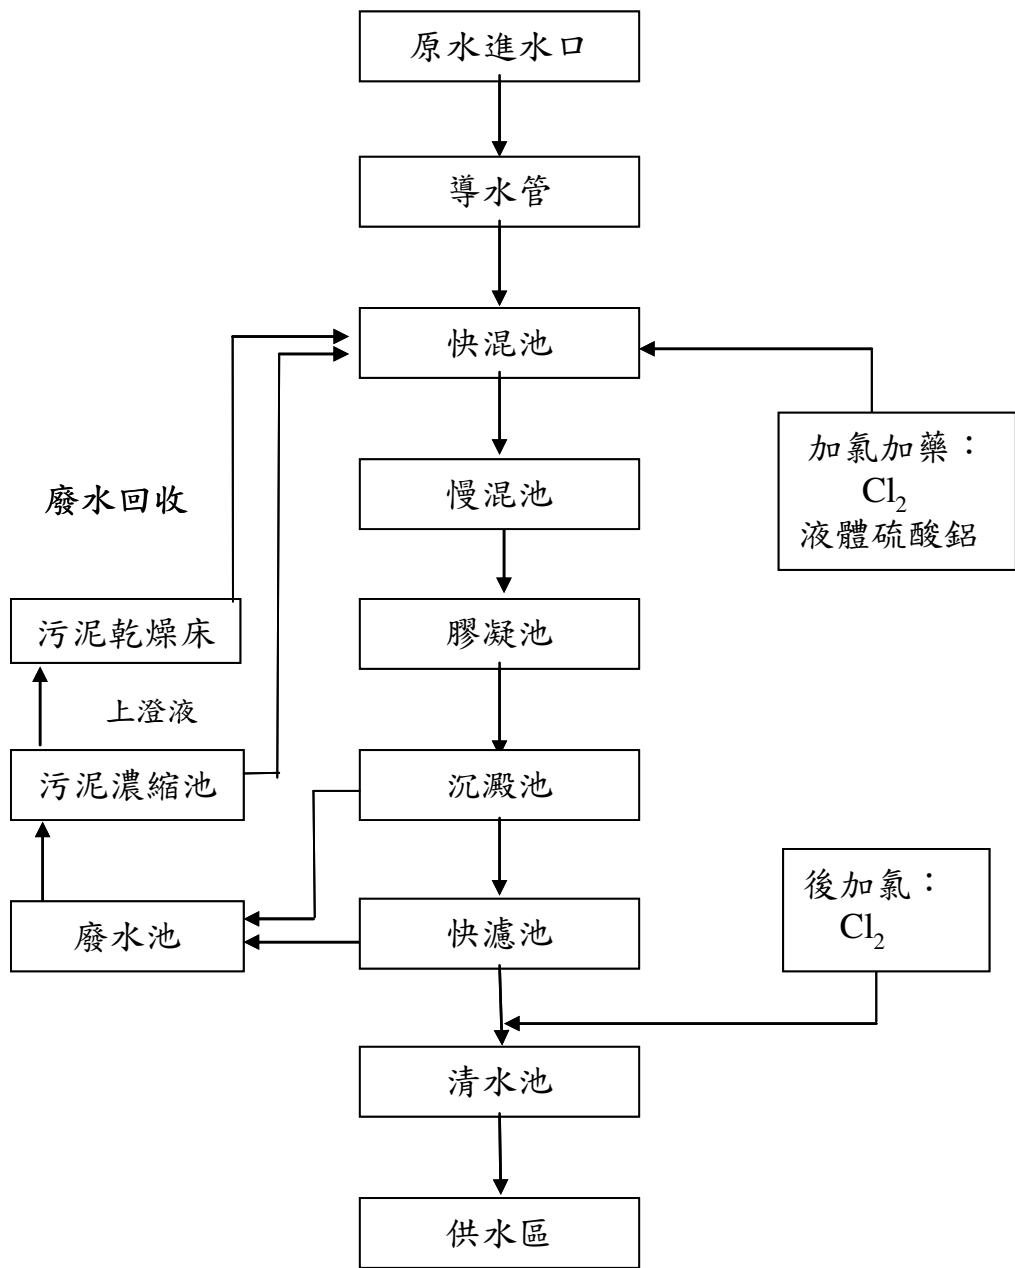 原水進水口
導水管
快混池
加氯加藥：
Cl₂
液體硫酸鋁
慢混池
廢水回收
污泥乾燥床
膠凝池
上澄液
污泥濃縮池
沉澱池
廢水池
快濾池
後加氯：
Cl₂
清水池
供水區